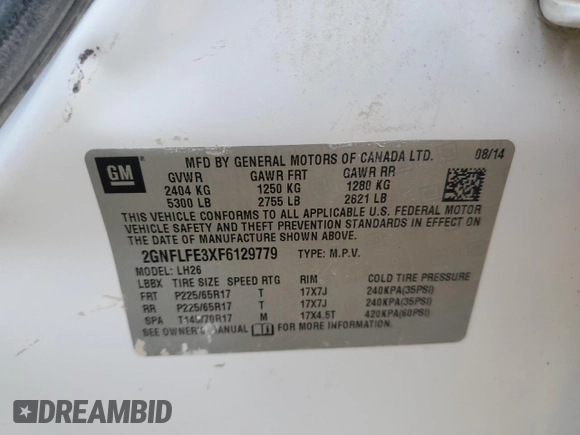 GM
MFD BY GENERAL MOTORS OF CANADA LTD. 08/14
GVWR GAWR FRT GAWR RR
2404 KG 1250 KG 1280 KG
5300 LB 2755 LB 2621 LB
THIS VEHICLE CONFORMS TO ALL APPLICABLE U.S. FEDERAL MOTOR
VEHICLE SAFETY AND THEFT PREVENTION STANDARDS IN EFFECT ON
THE DATE OF MANUFACTURE SHOWN ABOVE.
2GNFLFE3XF6129779 TYPE: M.P.V.
MODEL: LH26
LBBX TIRE SIZE SPEED RTG RIM COLD TIRE PRESSURE
FRT P225/65R17 T 17X7J 240KPA(35PSI)
RR P225/65R17 T 17X7J 240KPA(35PSI)
SPA 70R17 M 17X4.5T 420KPA(60PSI)
SEE OWNER'S MANUAL FOR MORE INFORMATION.
DREAMBID